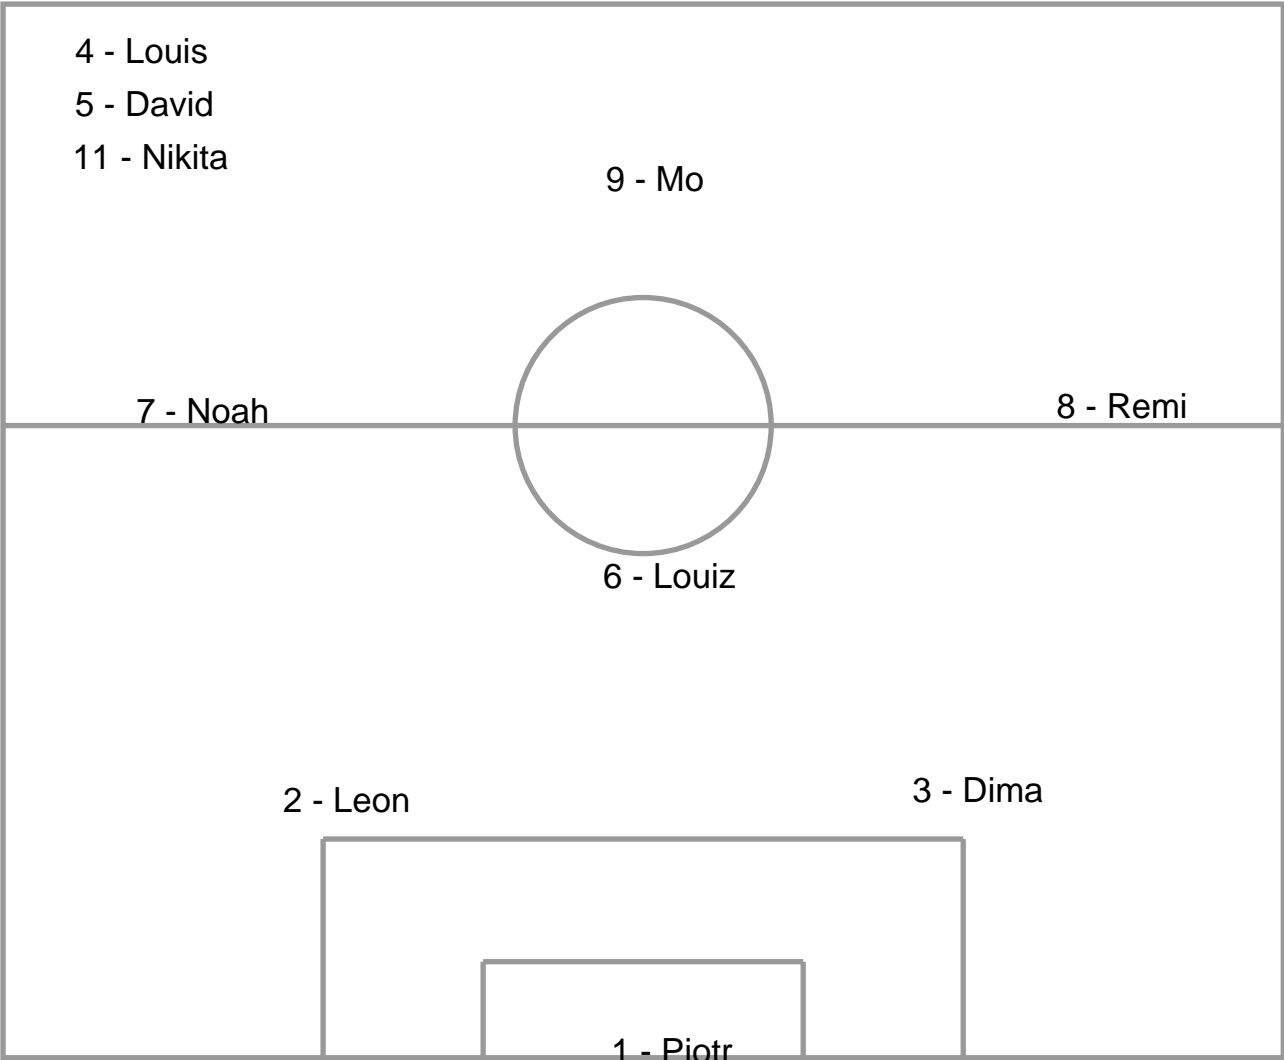 4 - Louis
5 - David
11 - Nikita
9 - Mo
7 - Noah
8 - Remi
6 - Louiz
2 - Leon
3 - Dima
1 - Piotr